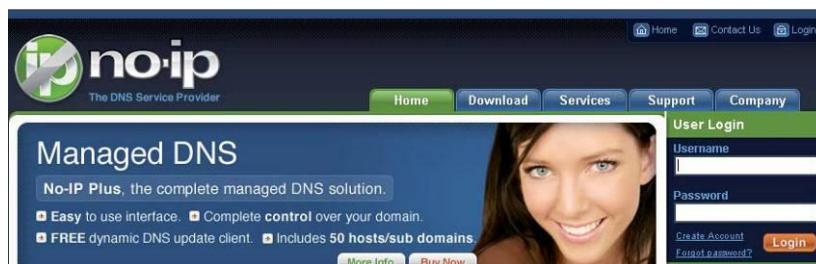 Home Contact Us Login
ip no·ip
The DNS Service Provider
Home Download Services Support Company
Managed DNS
No-IP Plus, the complete managed DNS solution.
Easy to use interface. Complete control over your domain.
FREE dynamic DNS update client. Includes 50 hosts/sub domains.
More Info Buy Now
User Login
Username
Password
Create Account
Forgot password?
Login